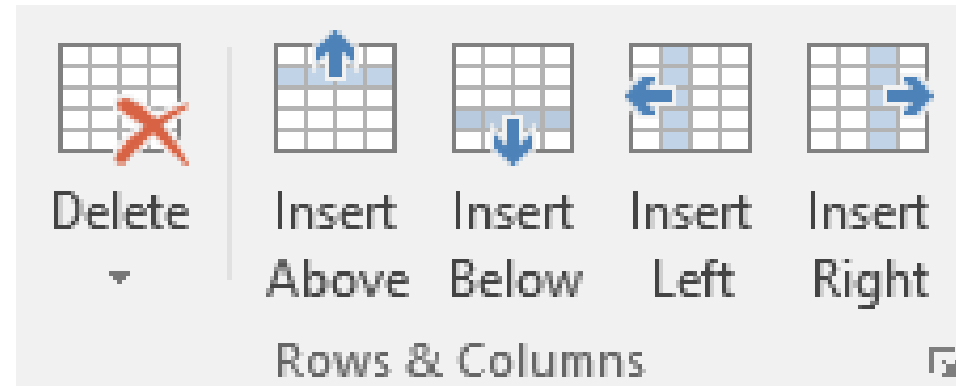 Delete
Insert Above
Insert Below
Insert Left
Insert Right
Rows & Columns